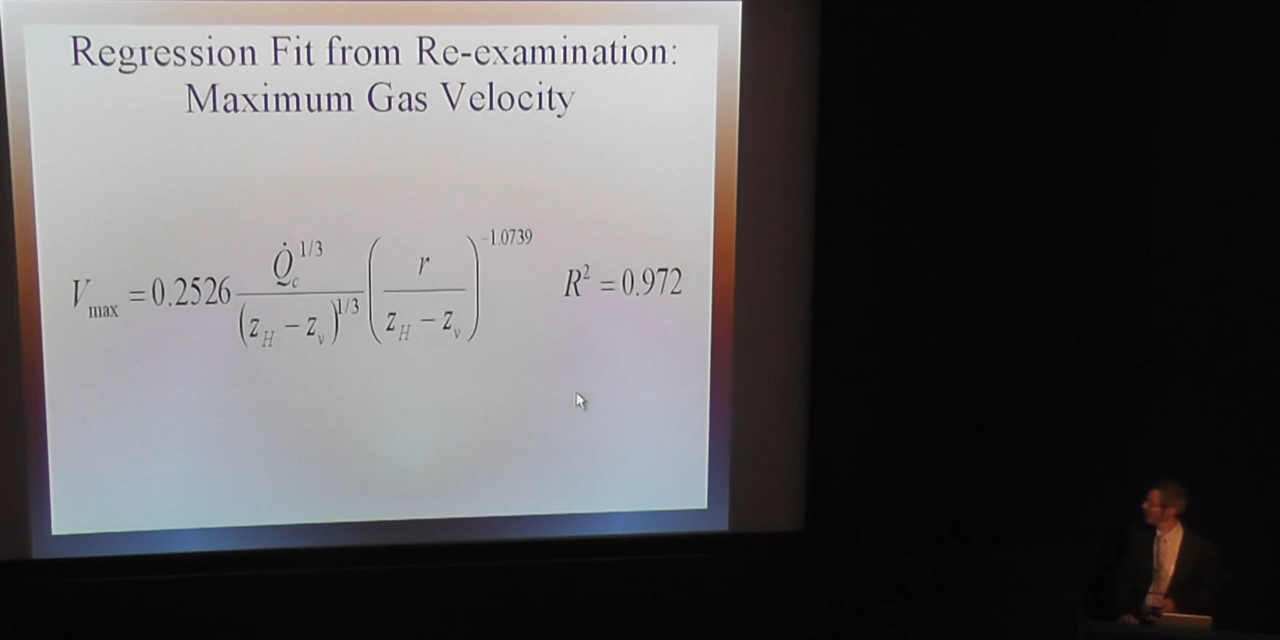 Regression Fit from Re-examination:
Maximum Gas Velocity
V_max = 0.2526 Q̇_c^1/3 / (z_H − z_v)^1/3 (r / (z_H − z_v))^−1.0739 R² = 0.972